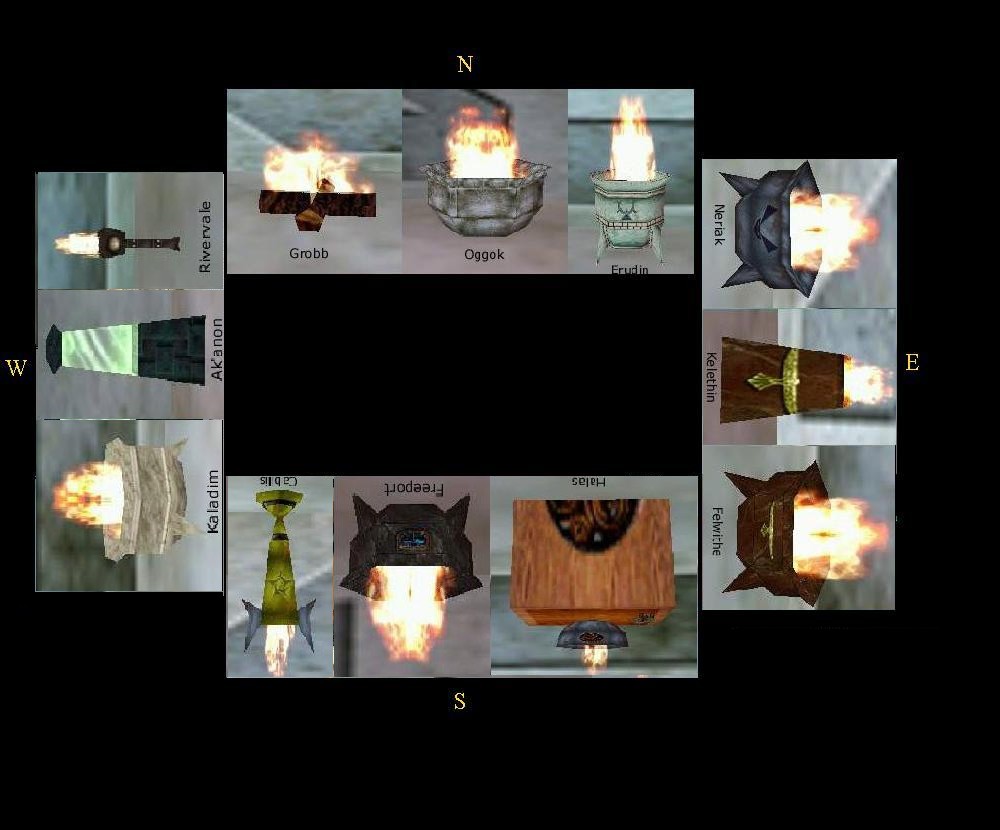 N
Grobb
Oggok
Erudin
Rivervale
Neriak
W
Ak'anon
Kelethin
E
Kaladim
Felwithe
Cabilis
Freeport
Halas
S